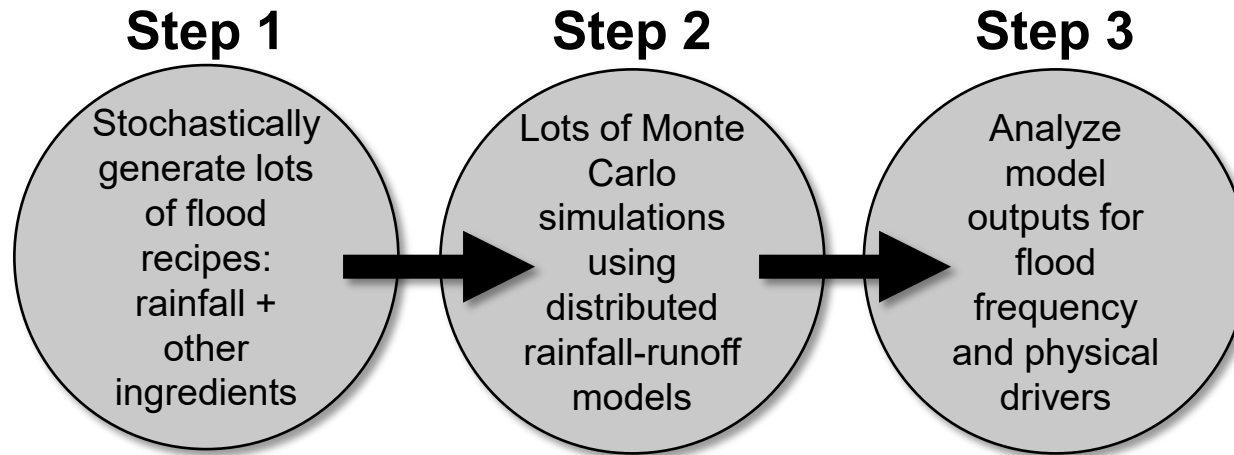 Step 1
Stochastically
generate lots
of flood
recipes:
rainfall +
other
ingredients
Step 2
Lots of Monte
Carlo
simulations
using
distributed
rainfall-runoff
models
Step 3
Analyze
model
outputs for
flood
frequency
and physical
drivers